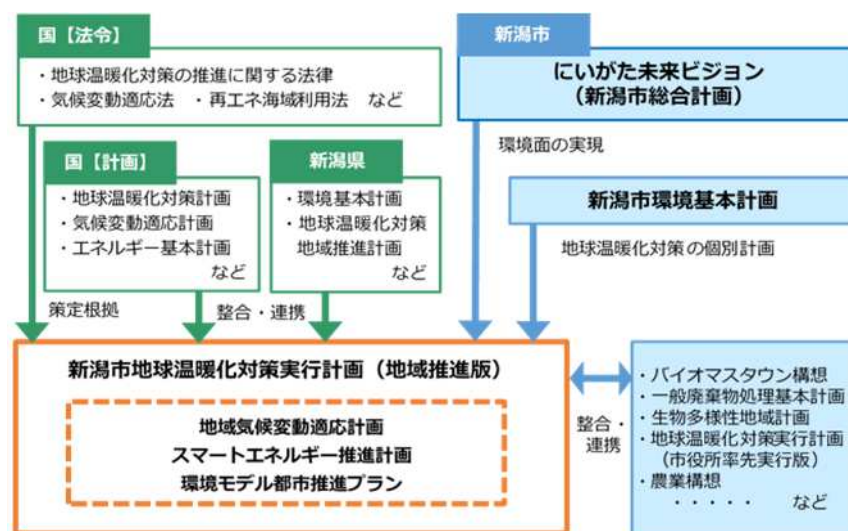 国【法令】
・地球温暖化対策の推進に関する法律
・気候変動適応法　・再エネ海域利用法　など
新潟市
にいがた未来ビジョン
（新潟市総合計画）
環境面の実現
国【計画】
・地球温暖化対策計画
・気候変動適応計画
・エネルギー基本計画
など
新潟県
・環境基本計画
・地球温暖化対策
地域推進計画
など
新潟市環境基本計画
地球温暖化対策の個別計画
策定根拠
整合・連携
新潟市地球温暖化対策実行計画（地域推進版）
地域気候変動適応計画
スマートエネルギー推進計画
環境モデル都市推進プラン
整合・
連携
・バイオマスタウン構想
・一般廃棄物処理基本計画
・生物多様性地域計画
・地球温暖化対策実行計画
（市役所率先実行版）
・農業構想
・・・・・　など